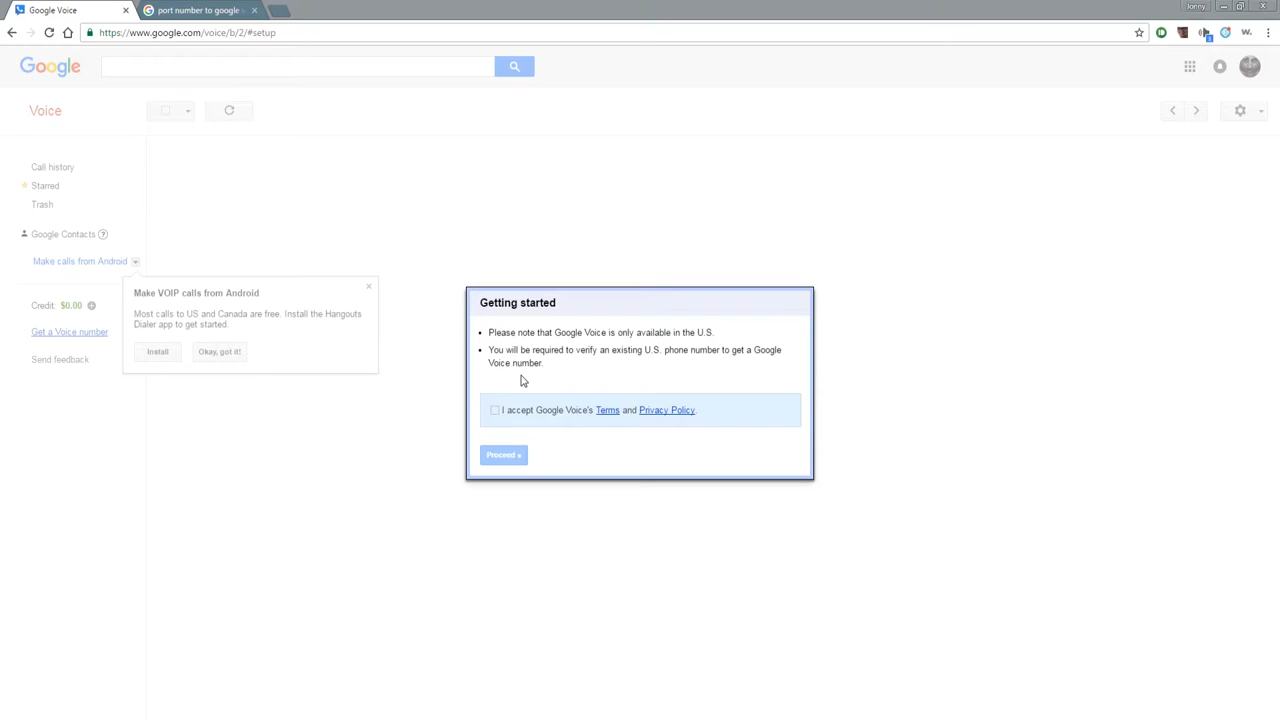 Google Voice
port number to google v
Jonny
https://www.google.com/voice/b/2/#setup
Google
Voice
Call history
Starred
Trash
Google Contacts ?
Make calls from Android
Make VOIP calls from Android
Most calls to US and Canada are free. Install the Hangouts
Dialer app to get started.
Install
Okay, got it!
Credit: $0.00
Get a Voice number
Send feedback
Getting started
Please note that Google Voice is only available in the U.S.
You will be required to verify an existing U.S. phone number to get a Google
Voice number.
I accept Google Voice's Terms and Privacy Policy.
Proceed »